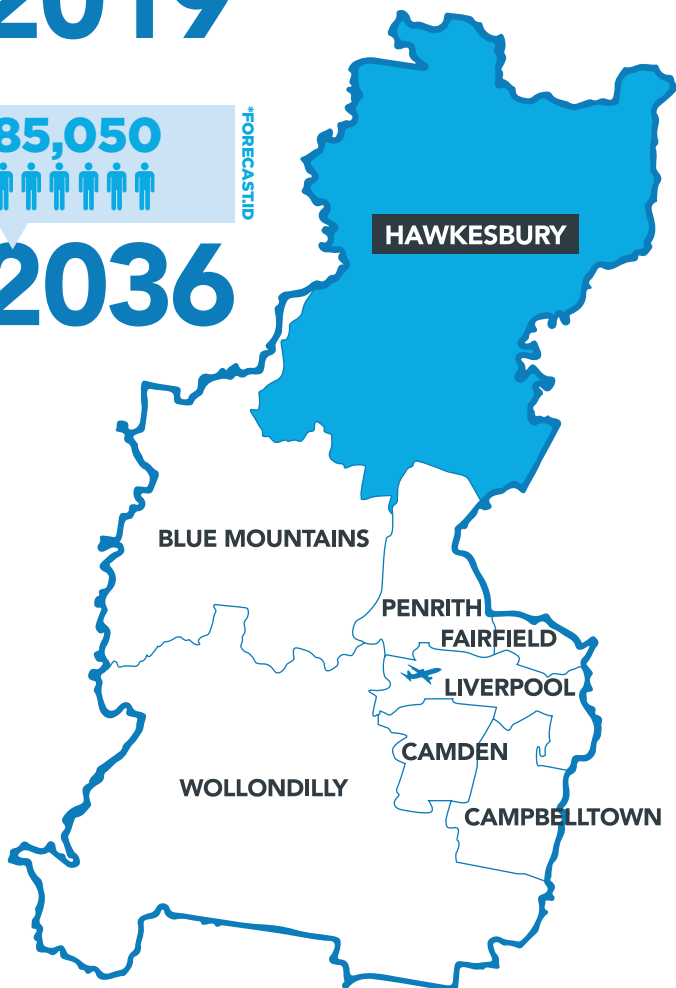 2019
85,050
*FORECAST.ID
2036
HAWKESBURY
BLUE MOUNTAINS
PENRITH
FAIRFIELD
LIVERPOOL
CAMDEN
WOLLONDILLY
CAMPBELLTOWN